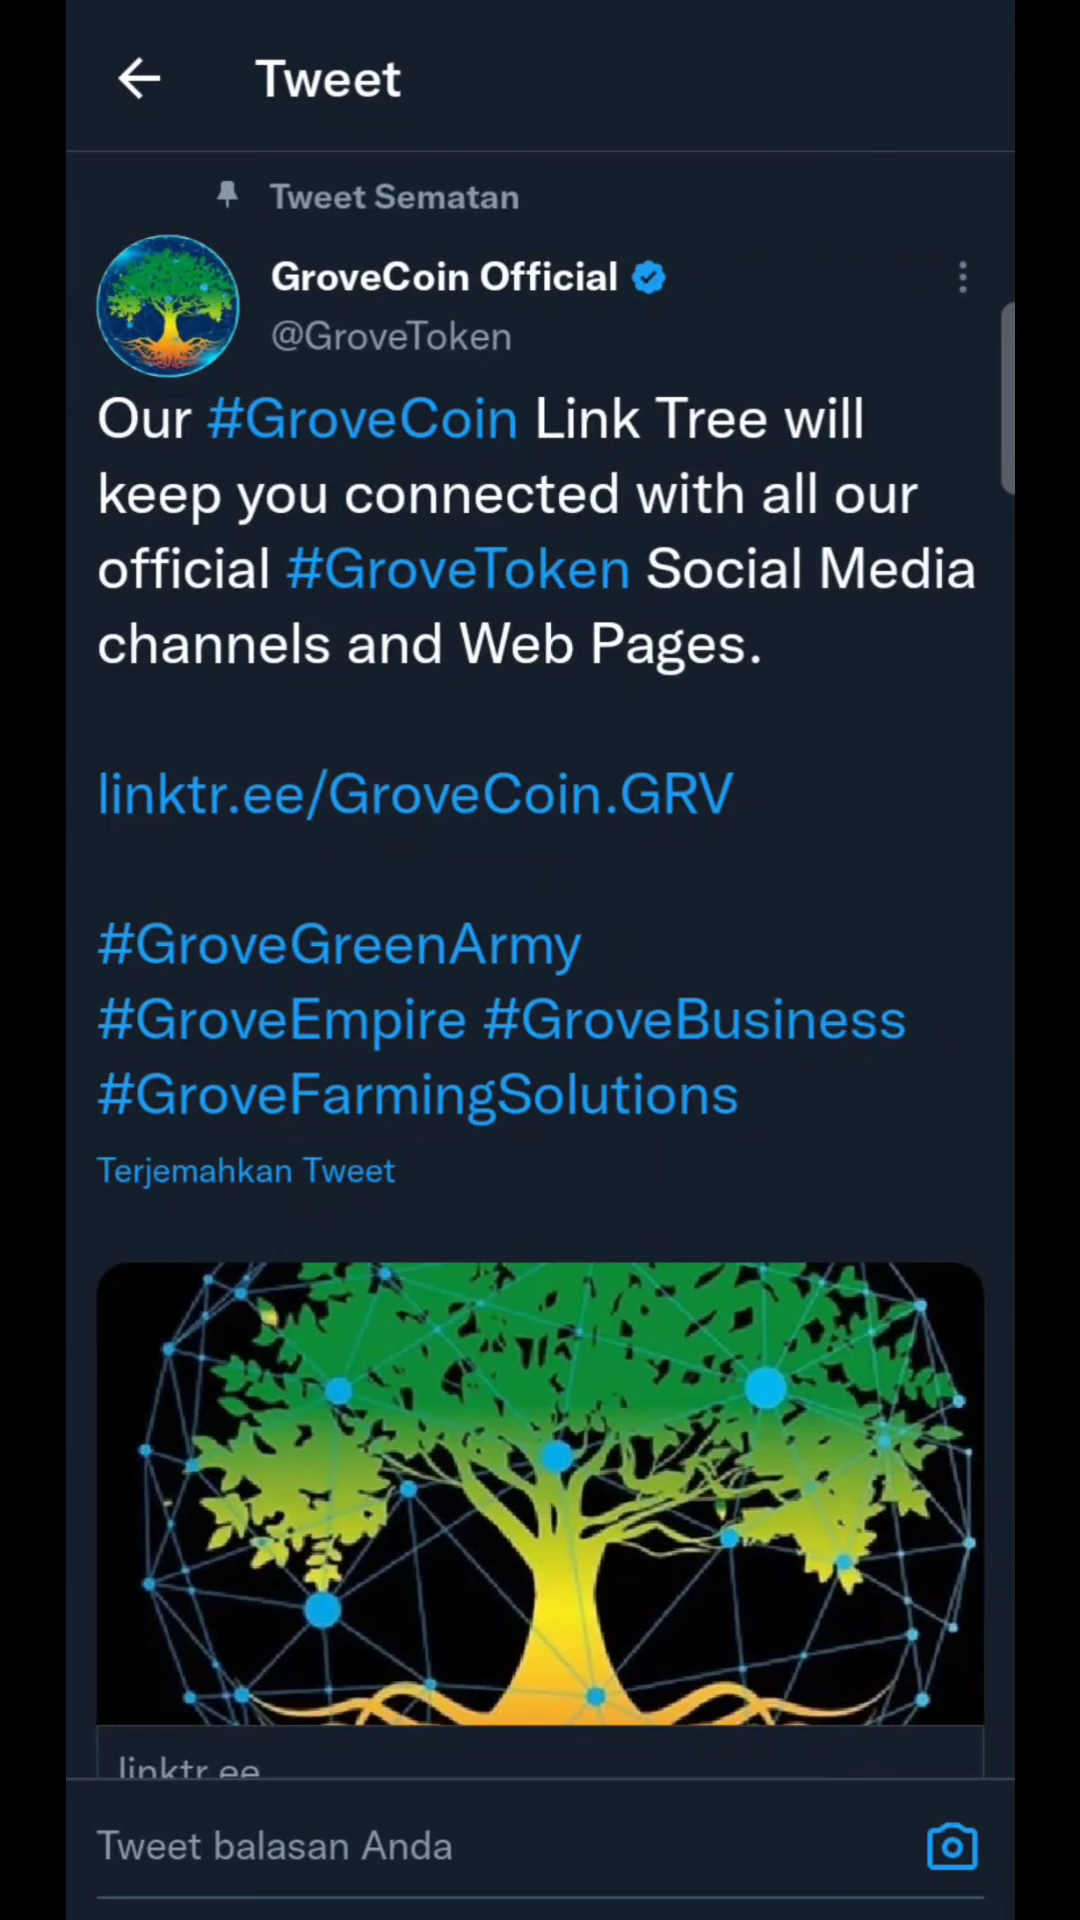 Tweet
Tweet Sematan
GroveCoin Official
@GroveToken
Our #GroveCoin Link Tree will
keep you connected with all our
official #GroveToken Social Media
channels and Web Pages.
linktr.ee/GroveCoin.GRV
#GroveGreenArmy
#GroveEmpire #GroveBusiness
#GroveFarmingSolutions
Terjemahkan Tweet
linktr.ee
Tweet balasan Anda